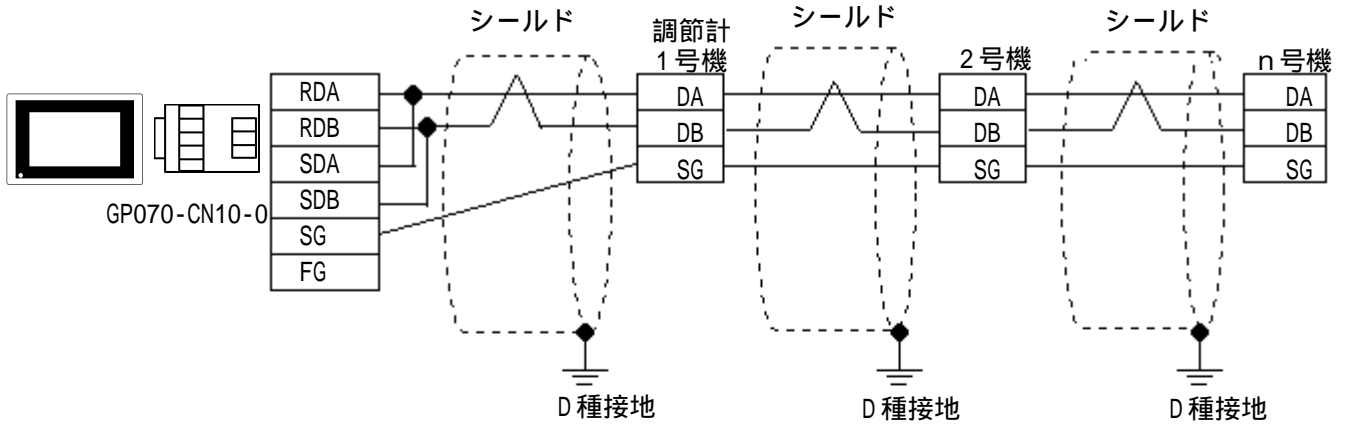 シールド
シールド
シールド
調節計
1号機
2号機
n号機
RDA
RDB
SDA
SDB
SG
FG
GP070-CN10-0
DA
DB
SG
DA
DB
SG
DA
DB
SG
D種接地
D種接地
D種接地